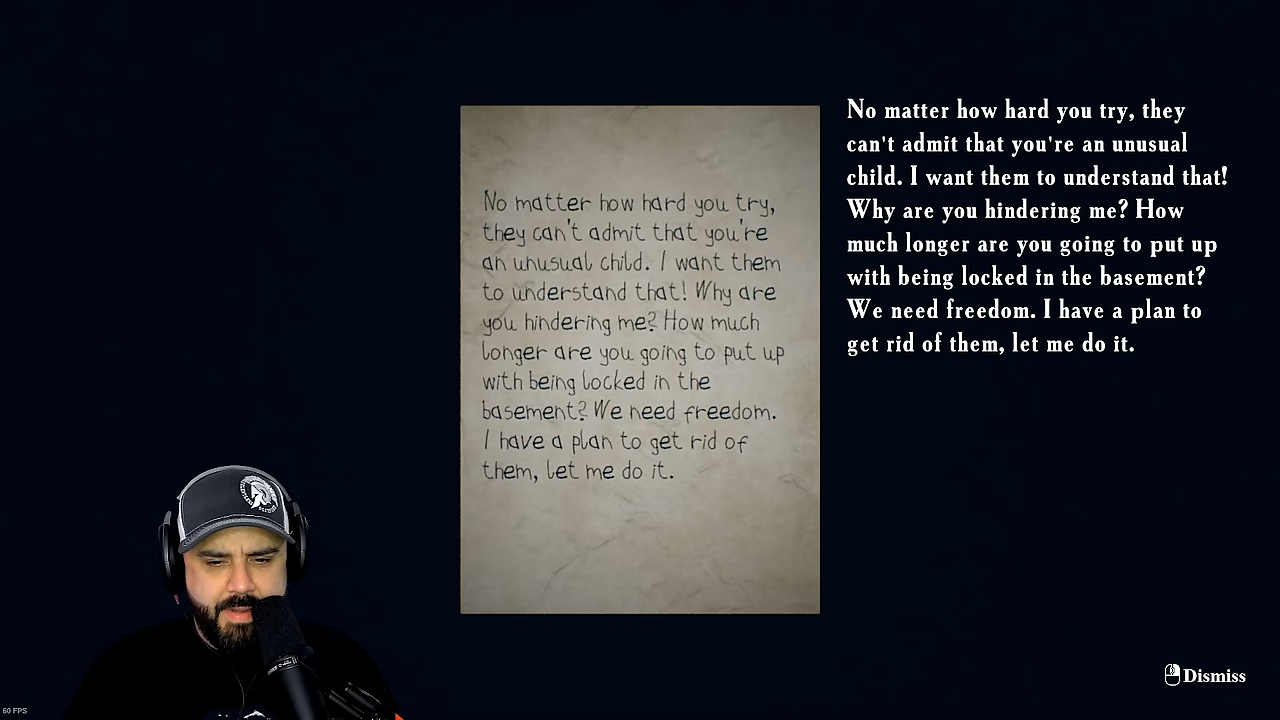 No matter how hard you try,
they can't admit that you're
an unusual child. I want them
to understand that! Why are
you hindering me? How much
longer are you going to put up
with being locked in the
basement? We need freedom.
I have a plan to get rid of
them, let me do it.
No matter how hard you try, they
can't admit that you're an unusual
child. I want them to understand that!
Why are you hindering me? How
much longer are you going to put up
with being locked in the basement?
We need freedom. I have a plan to
get rid of them, let me do it.
Dismiss
60 FPS